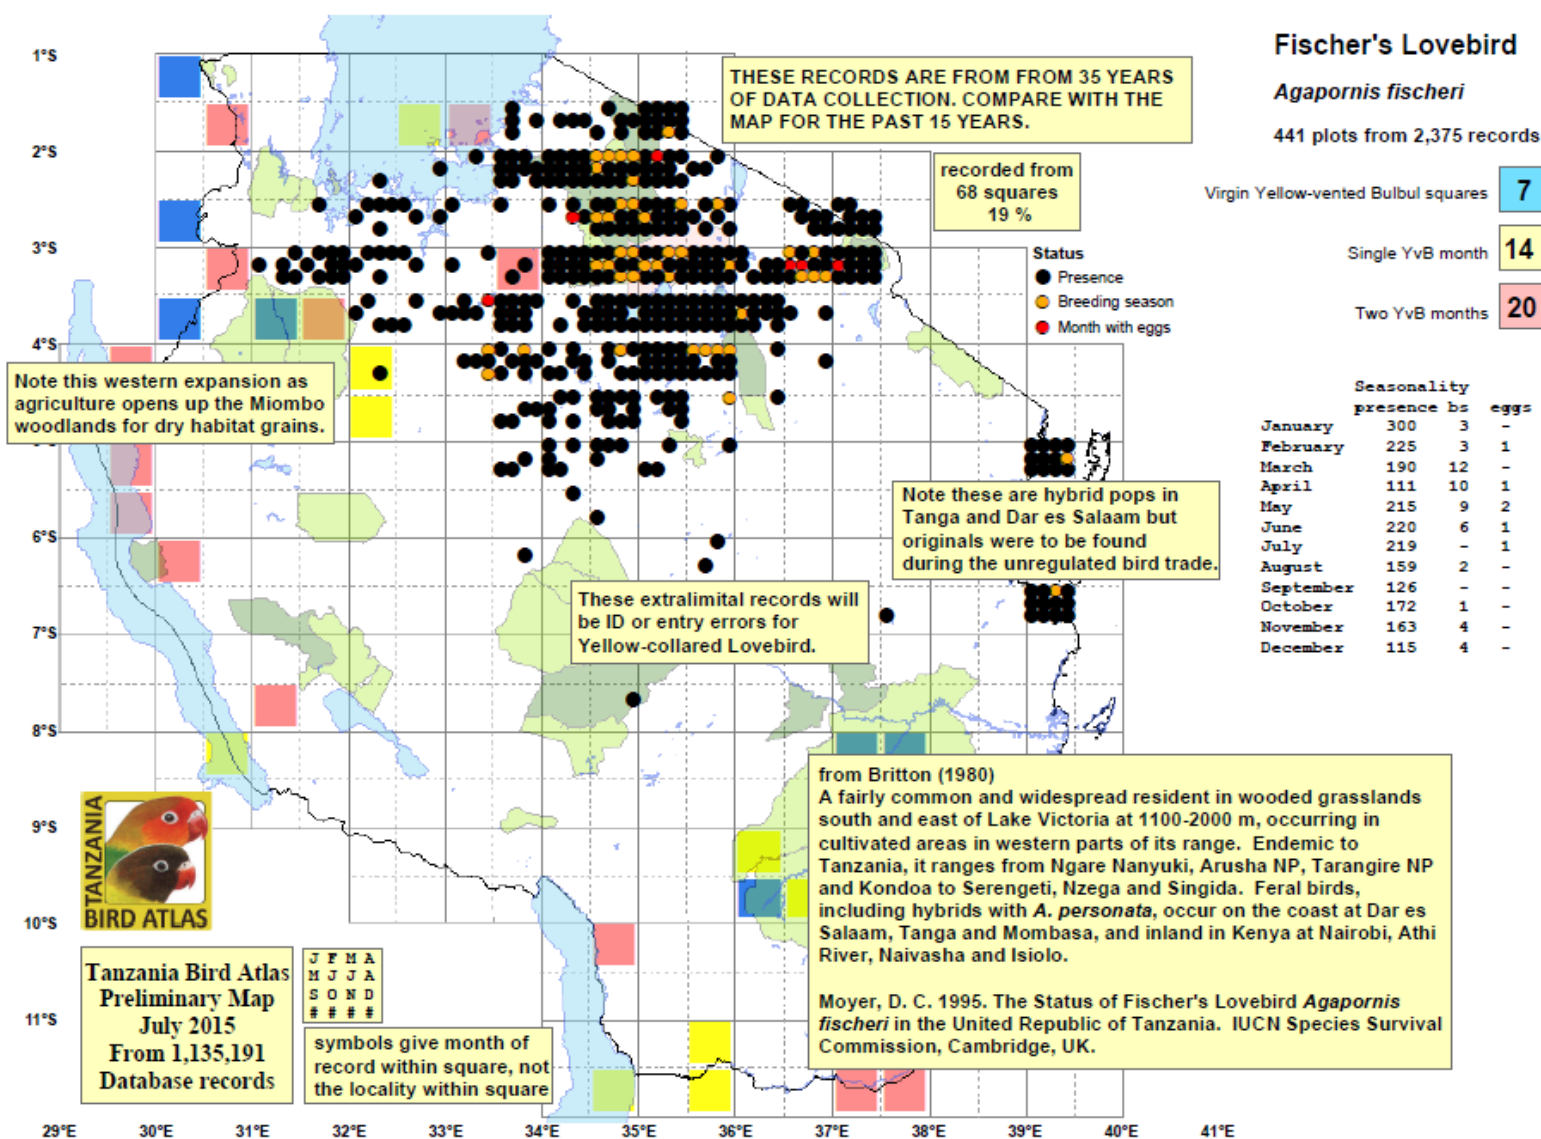 Fischer's Lovebird
Agapornis fischeri
441 plots from 2,375 records
Virgin Yellow-vented Bulbul squares 7
Single YvB month 14
Two YvB months 20
1°S
2°S
3°S
4°S
5°S
6°S
7°S
8°S
9°S
10°S
11°S
THESE RECORDS ARE FROM FROM 35 YEARS
OF DATA COLLECTION. COMPARE WITH THE
MAP FOR THE PAST 15 YEARS.
recorded from
68 squares
19 %
Status
Presence
Breeding season
Month with eggs
Note this western expansion as
agriculture opens up the Miombo
woodlands for dry habitat grains.
Seasonality
presence bs eggs
January 300 3 -
February 225 3 1
March 190 12 -
April 111 10 1
May 215 9 2
June 220 6 1
July 219 - 1
August 159 2 -
September 126 - -
October 172 1 -
November 163 4 -
December 115 4 -
Note these are hybrid pops in
Tanga and Dar es Salaam but
originals were to be found
during the unregulated bird trade.
These extralimital records will
be ID or entry errors for
Yellow-collared Lovebird.
from Britton (1980)
A fairly common and widespread resident in wooded grasslands
south and east of Lake Victoria at 1100-2000 m, occurring in
cultivated areas in western parts of its range. Endemic to
Tanzania, it ranges from Ngare Nanyuki, Arusha NP, Tarangire NP
and Kondoa to Serengeti, Nzega and Singida. Feral birds,
including hybrids with A. personata, occur on the coast at Dar es
Salaam, Tanga and Mombasa, and inland in Kenya at Nairobi, Athi
River, Naivasha and Isiolo.
Moyer, D. C. 1995. The Status of Fischer's Lovebird Agapornis
fischeri in the United Republic of Tanzania. IUCN Species Survival
Commission, Cambridge, UK.
TANZANIA
BIRD ATLAS
Tanzania Bird Atlas
Preliminary Map
July 2015
From 1,135,191
Database records
J F M A
M J J A
S O N D
# # # #
symbols give month of
record within square, not
the locality within square
29°E 30°E 31°E 32°E 33°E 34°E 35°E 36°E 37°E 38°E 39°E 40°E 41°E